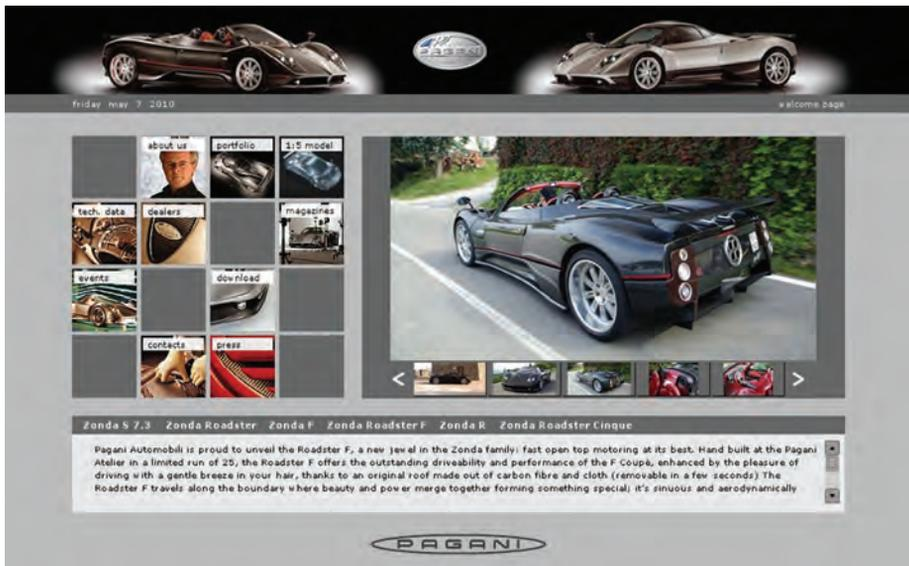 PAGANI
friday may 7 2010
welcome page
about us
portfolio
1:5 model
tech. data
dealers
magazines
events
download
contacts
press
< >
Zonda S 7.3 Zonda Roadster Zonda F Zonda Roadster F Zonda R Zonda Roadster Cinque
Pagani Automobili is proud to unveil the Roadster F, a new jewel in the Zonda family: fast open top motoring at its best. Hand built at the Pagani
Atelier in a limited run of 25, the Roadster F offers the outstanding driveability and performance of the F Coupè, enhanced by the pleasure of
driving with a gentle breeze in your hair, thanks to an original roof made out of carbon fibre and cloth (removable in a few seconds) The
Roadster F travels along the boundary where beauty and power merge together forming something special; it's sinuous and aerodynamically
PAGANI